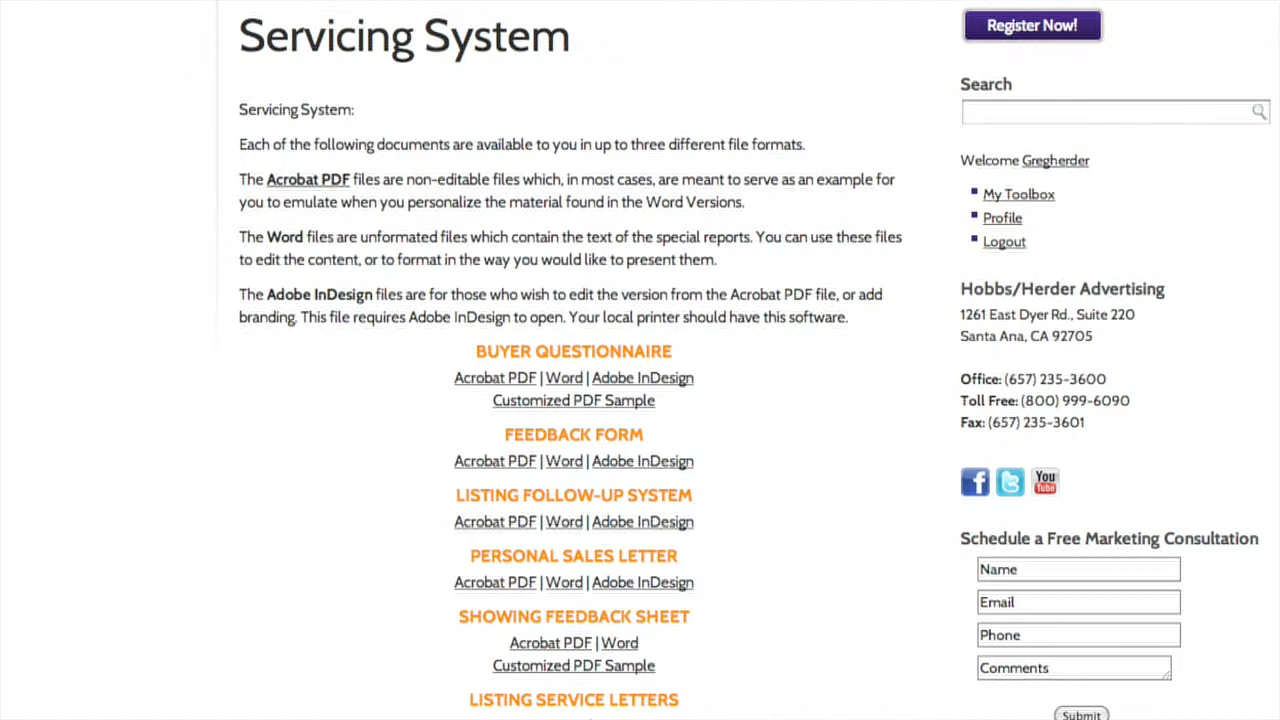 Servicing System
Servicing System:
Each of the following documents are available to you in up to three different file formats.
The Acrobat PDF files are non-editable files which, in most cases, are meant to serve as an example for
you to emulate when you personalize the material found in the Word Versions.
The Word files are unformated files which contain the text of the special reports. You can use these files
to edit the content, or to format in the way you would like to present them.
The Adobe InDesign files are for those who wish to edit the version from the Acrobat PDF file, or add
branding. This file requires Adobe InDesign to open. Your local printer should have this software.
BUYER QUESTIONNAIRE
Acrobat PDF | Word | Adobe InDesign
Customized PDF Sample
FEEDBACK FORM
Acrobat PDF | Word | Adobe InDesign
LISTING FOLLOW-UP SYSTEM
Acrobat PDF | Word | Adobe InDesign
PERSONAL SALES LETTER
Acrobat PDF | Word | Adobe InDesign
SHOWING FEEDBACK SHEET
Acrobat PDF | Word
Customized PDF Sample
LISTING SERVICE LETTERS
Register Now!
Search
Welcome Gregherder
My Toolbox
Profile
Logout
Hobbs/Herder Advertising
1261 East Dyer Rd., Suite 220
Santa Ana, CA 92705
Office: (657) 235-3600
Toll Free: (800) 999-6090
Fax: (657) 235-3601
You
Tube
Schedule a Free Marketing Consultation
Name
Email
Phone
Comments
Submit